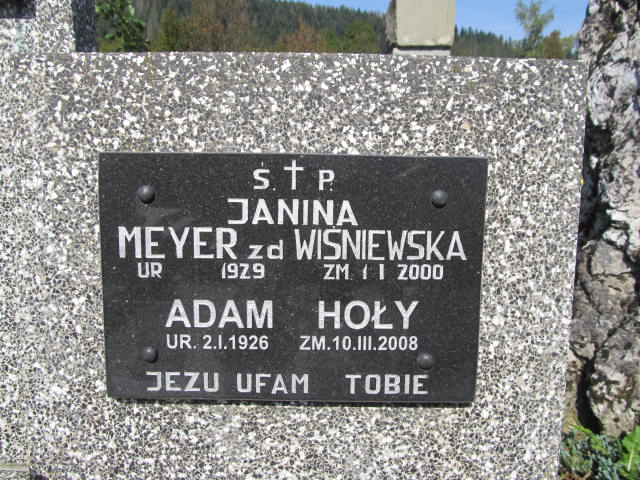 Ś. † P.
JANINA
MEYER zd WIŚNIEWSKA
UR 1929 ZM. 1 I 2000
ADAM HOŁY
UR. 2.I.1926 ZM.10.III.2008
JEZU UFAM TOBIE